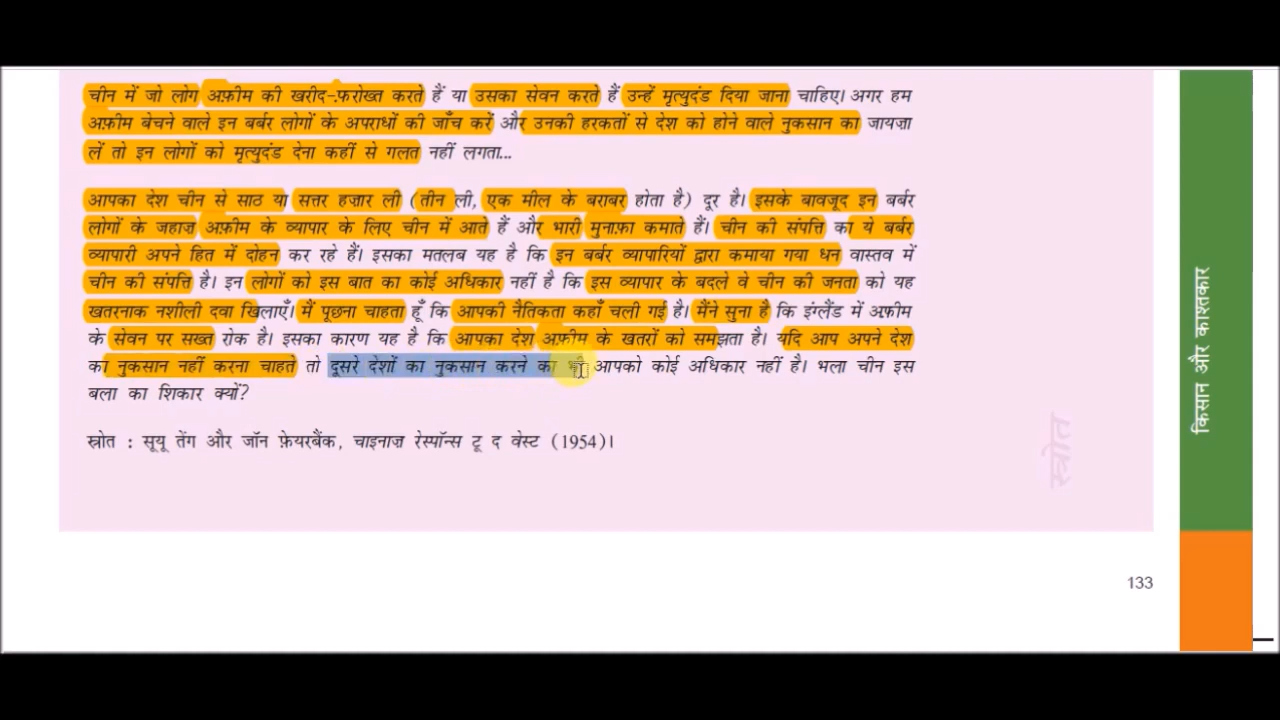 चीन में जो लोग अफ़ीम की खरीद-फ़रोख्त करते हैं या उसका सेवन करते हैं उन्हें मृत्युदंड दिया जाना चाहिए। अगर हम
अफ़ीम बेचने वाले इन बर्बर लोगों के अपराधों की जाँच करें और उनकी हरकतों से देश को होने वाले नुकसान का जायज़ा
लें तो इन लोगों को मृत्युदंड देना कहीं से गलत नहीं लगता...
आपका देश चीन से साठ या सत्तर हजार ली (तीन ली, एक मील के बराबर होता है) दूर है। इसके बावजूद इन बर्बर
लोगों के जहाज़ अफ़ीम के व्यापार के लिए चीन में आते हैं और भारी मुनाफ़ा कमाते हैं। चीन की संपत्ति का ये बर्बर
व्यापारी अपने हित में दोहन कर रहे हैं। इसका मतलब यह है कि इन बर्बर व्यापारियों द्वारा कमाया गया धन वास्तव में
चीन की संपत्ति है। इन लोगों को इस बात का कोई अधिकार नहीं है कि इस व्यापार के बदले वे चीन की जनता को यह
खतरनाक नशीली दवा खिलाएँ। मैं पूछना चाहता हूँ कि आपकी नैतिकता कहाँ चली गई है। मैंने सुना है कि इंग्लैंड में अफ़ीम
के सेवन पर सख्त रोक है। इसका कारण यह है कि आपका देश अफ़ीम के खतरों को समझता है। यदि आप अपने देश
का नुकसान नहीं करना चाहते तो दूसरे देशों का नुकसान करने का भी आपको कोई अधिकार नहीं है। भला चीन इस
बला का शिकार क्यों?
स्रोत : सूयू तेंग और जॉन फ़ेयरबैंक, चाइनाज़ रेस्पॉन्स टू द वेस्ट (1954)।
स्रोत
किसान और काश्तकार
133